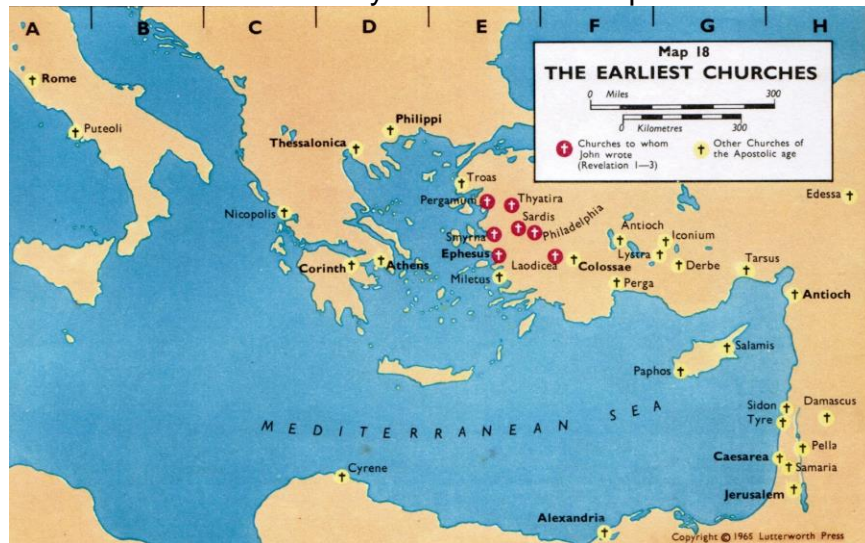 A B C D E F G H
Map 18
THE EARLIEST CHURCHES
0 Miles 300
0 Kilometres 300
Churches to whom
John wrote
(Revelation 1—3)
Other Churches of
the Apostolic age
Rome
Puteoli
Philippi
Thessalonica
Troas
Pergamum
Thyatira
Sardis
Philadelphia
Edessa
Nicopolis
Smyrna
Antioch
Iconium
Ephesus
Laodicea
Colossae
Lystra
Derbe
Tarsus
Corinth
Athens
Miletus
Perga
Antioch
Salamis
Paphos
MEDITERRANEAN SEA
Sidon
Tyre
Damascus
Pella
Caesarea
Samaria
Cyrene
Jerusalem
Alexandria
Copyright © 1965 Lutterworth Press